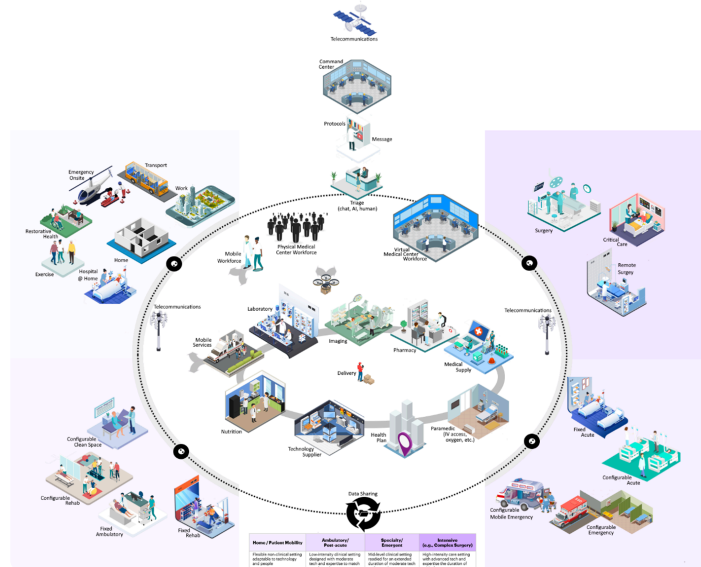 Telecommunications
Command
Center
Protocols
Message
Triage
(chat, AI, human)
Emergency
Onsite
Transport
Work
Restorative
Health
Home
Exercise
Hospital
@ Home
Physical Medical
Center Workforce
Mobile
Workforce
Virtual
Medical Center
Workforce
Surgery
Critical
Care
Remote
Surgey
Telecommunications
Telecommunications
Laboratory
Mobile
Services
Imaging
Pharmacy
Medical
Supply
Delivery
Nutrition
Technology
Supplier
Health
Plan
Paramedic
(IV access,
oxygen, etc.)
Configurable
Clean Space
Configurable
Rehab
Fixed
Ambulatory
Fixed
Rehab
Fixed
Acute
Configurable
Acute
Configurable
Mobile Emergency
Configurable
Emergency
Data Sharing
Home / Patient Mobility
Flexible non-clinical setting
adaptable to technology
and people
Ambulatory/
Post-acute
Low-intensity clinical setting
designed with moderate
tech and expertise to match
Specialty/
Emergent
Mid-level clinical setting
needed for an extended
duration of moderate tech
Intensive
(e.g., Complex Surgery)
High-intensity care setting
with advanced tech and
expertise the duration of